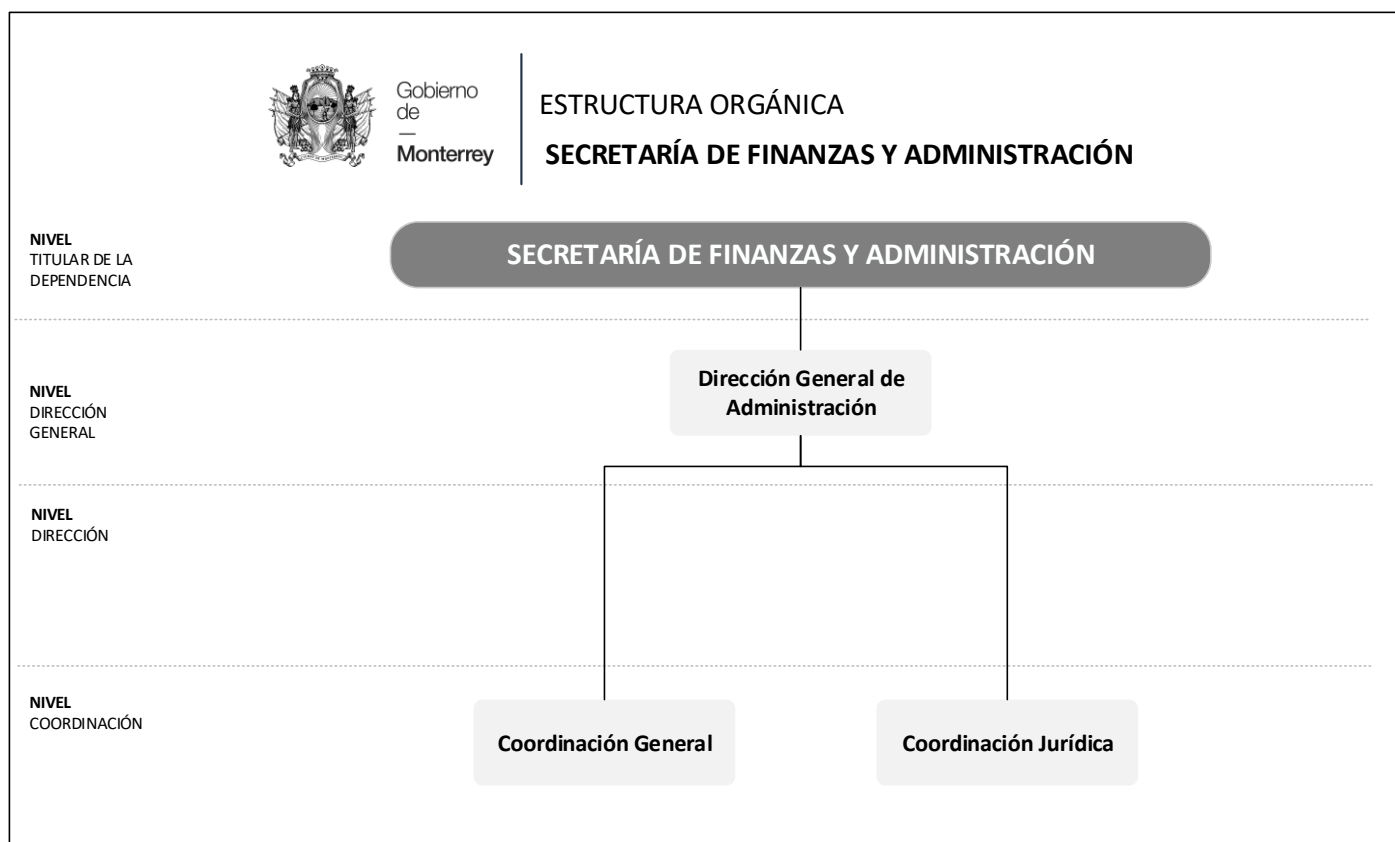 Gobierno
de
—
Monterrey
ESTRUCTURA ORGÁNICA
SECRETARÍA DE FINANZAS Y ADMINISTRACIÓN
NIVEL
TITULAR DE LA
DEPENDENCIA
SECRETARÍA DE FINANZAS Y ADMINISTRACIÓN
NIVEL
DIRECCIÓN
GENERAL
Dirección General de
Administración
NIVEL
DIRECCIÓN
NIVEL
COORDINACIÓN
Coordinación General
Coordinación Jurídica